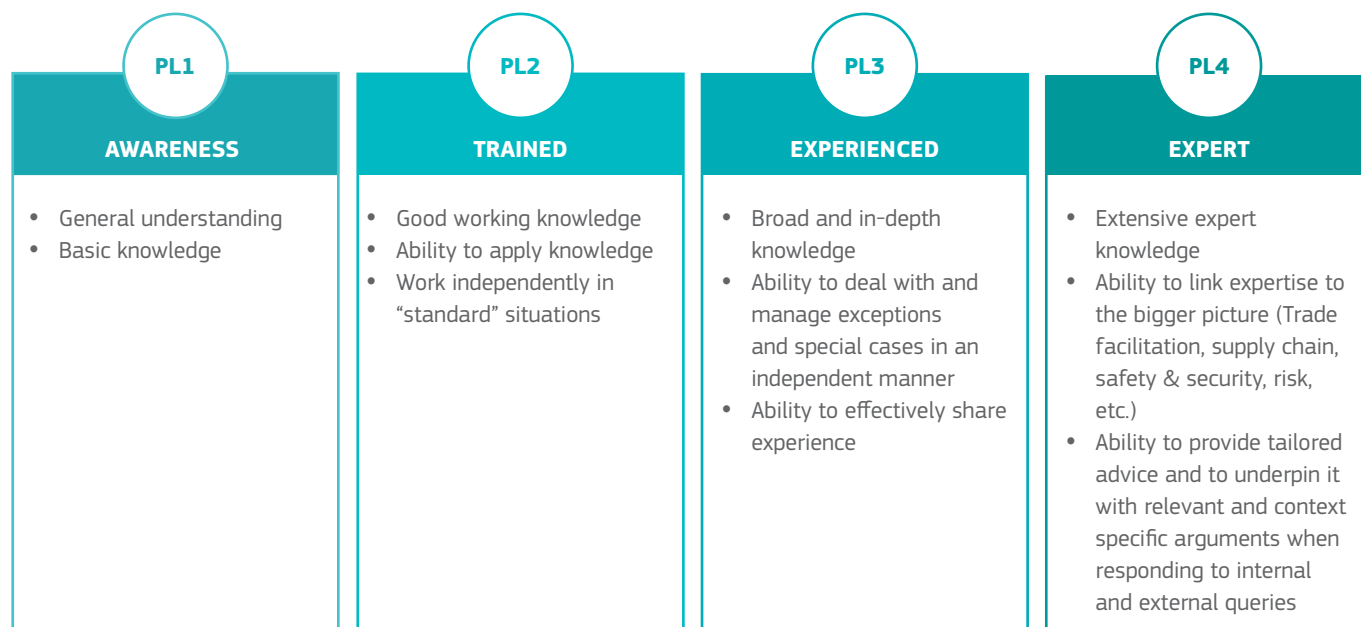 PL1
AWARENESS
• General understanding
• Basic knowledge
PL2
TRAINED
• Good working knowledge
• Ability to apply knowledge
• Work independently in
“standard” situations
PL3
EXPERIENCED
• Broad and in-depth
knowledge
• Ability to deal with and
manage exceptions
and special cases in an
independent manner
• Ability to effectively share
experience
PL4
EXPERT
• Extensive expert
knowledge
• Ability to link expertise to
the bigger picture (Trade
facilitation, supply chain,
safety & security, risk,
etc.)
• Ability to provide tailored
advice and to underpin it
with relevant and context
specific arguments when
responding to internal
and external queries